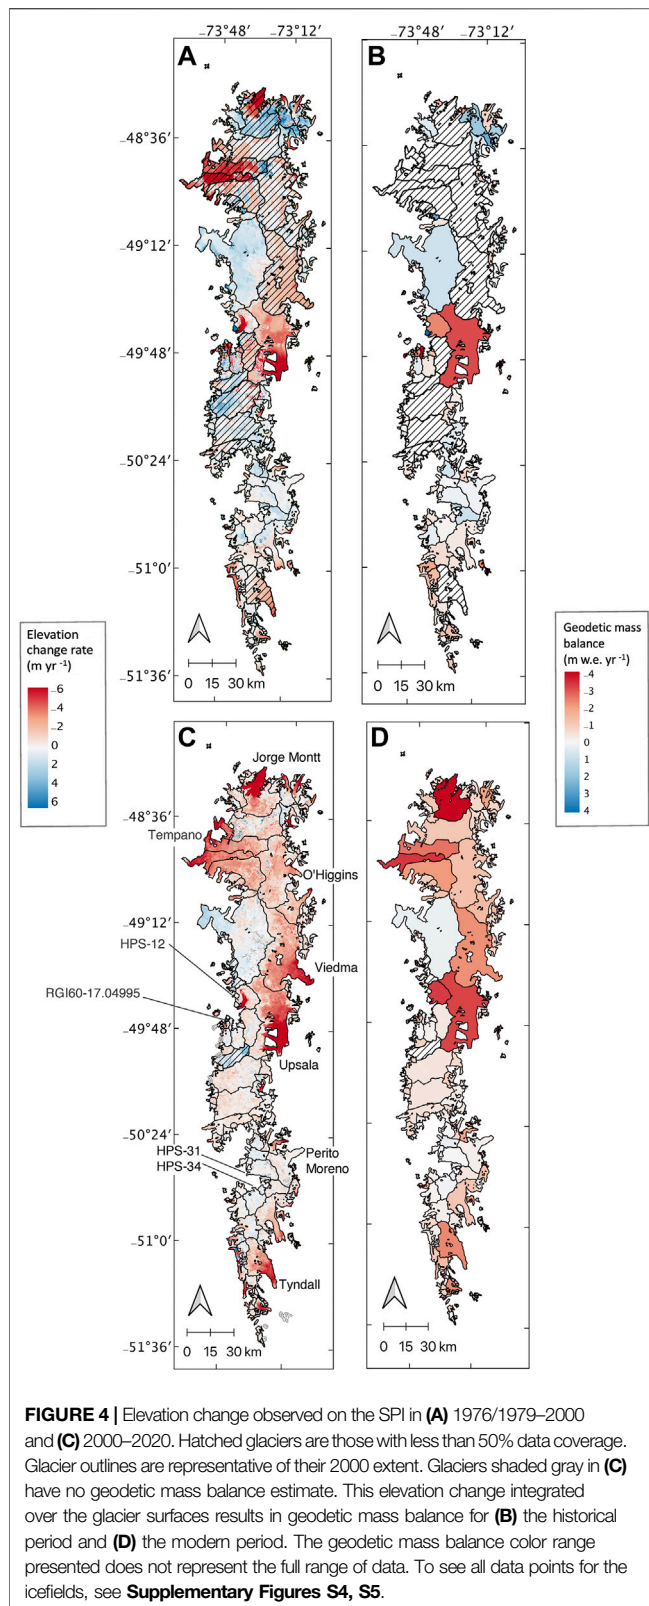 −73°48′ −73°12′ −73°48′ −73°12′
A
B
−48°36′
−49°12′
−49°48′
−50°24′
−51°0′
−51°36′
0 15 30 km
0 15 30 km
Elevation
change rate
(m yr ⁻¹)
−6
−4
−2
0
2
4
6
Geodetic mass
balance
(m w.e. yr ⁻¹)
−4
−3
−2
−1
0
1
2
3
4
C
D
Jorge Montt
−48°36′
Tempano
O'Higgins
−49°12′
HPS-12
Viedma
RGI60-17.04995
−49°48′
Upsala
−50°24′
HPS-31
HPS-34
Perito
Moreno
−51°0′
Tyndall
0 15 30 km
0 15 30 km
−51°36′
FIGURE 4 | Elevation change observed on the SPI in (A) 1976/1979–2000
and (C) 2000–2020. Hatched glaciers are those with less than 50% data coverage.
Glacier outlines are representative of their 2000 extent. Glaciers shaded gray in (C)
have no geodetic mass balance estimate. This elevation change integrated
over the glacier surfaces results in geodetic mass balance for (B) the historical
period and (D) the modern period. The geodetic mass balance color range
presented does not represent the full range of data. To see all data points for the
icefields, see Supplementary Figures S4, S5.